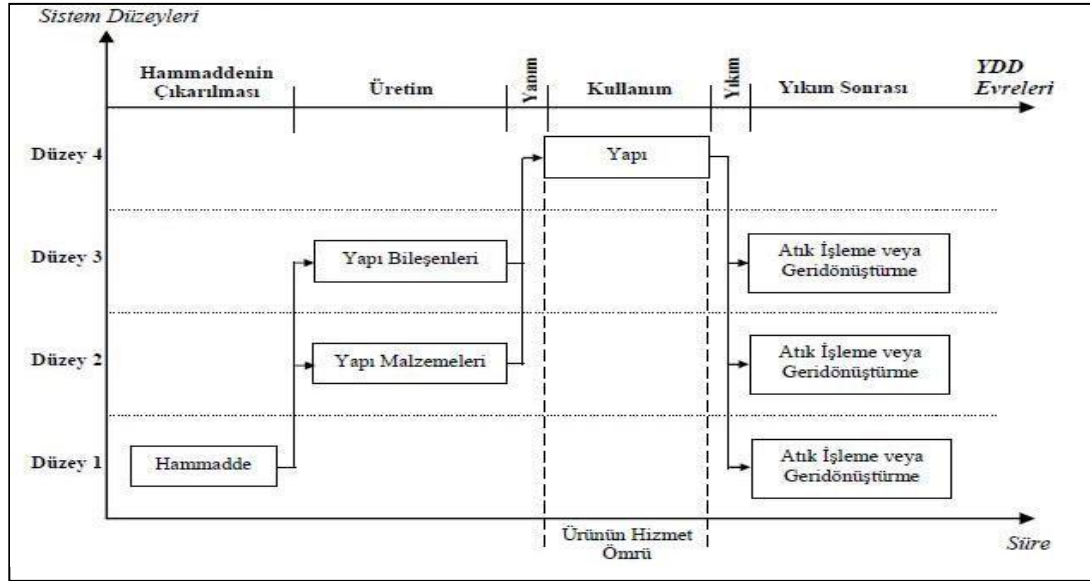 Sistem Düzeyleri
Hammaddenin
Çıkarılması
Üretim
Yapım
Kullanım
Yıkım
Yıkım Sonrası
YDD
Evreleri
Düzey 4
Yapı
Düzey 3
Yapı Bileşenleri
Atık İşleme veya
Geridönüştürme
Düzey 2
Yapı Malzemeleri
Atık İşleme veya
Geridönüştürme
Düzey 1
Hammadde
Atık İşleme veya
Geridönüştürme
Ürünün Hizmet
Ömrü
Süre